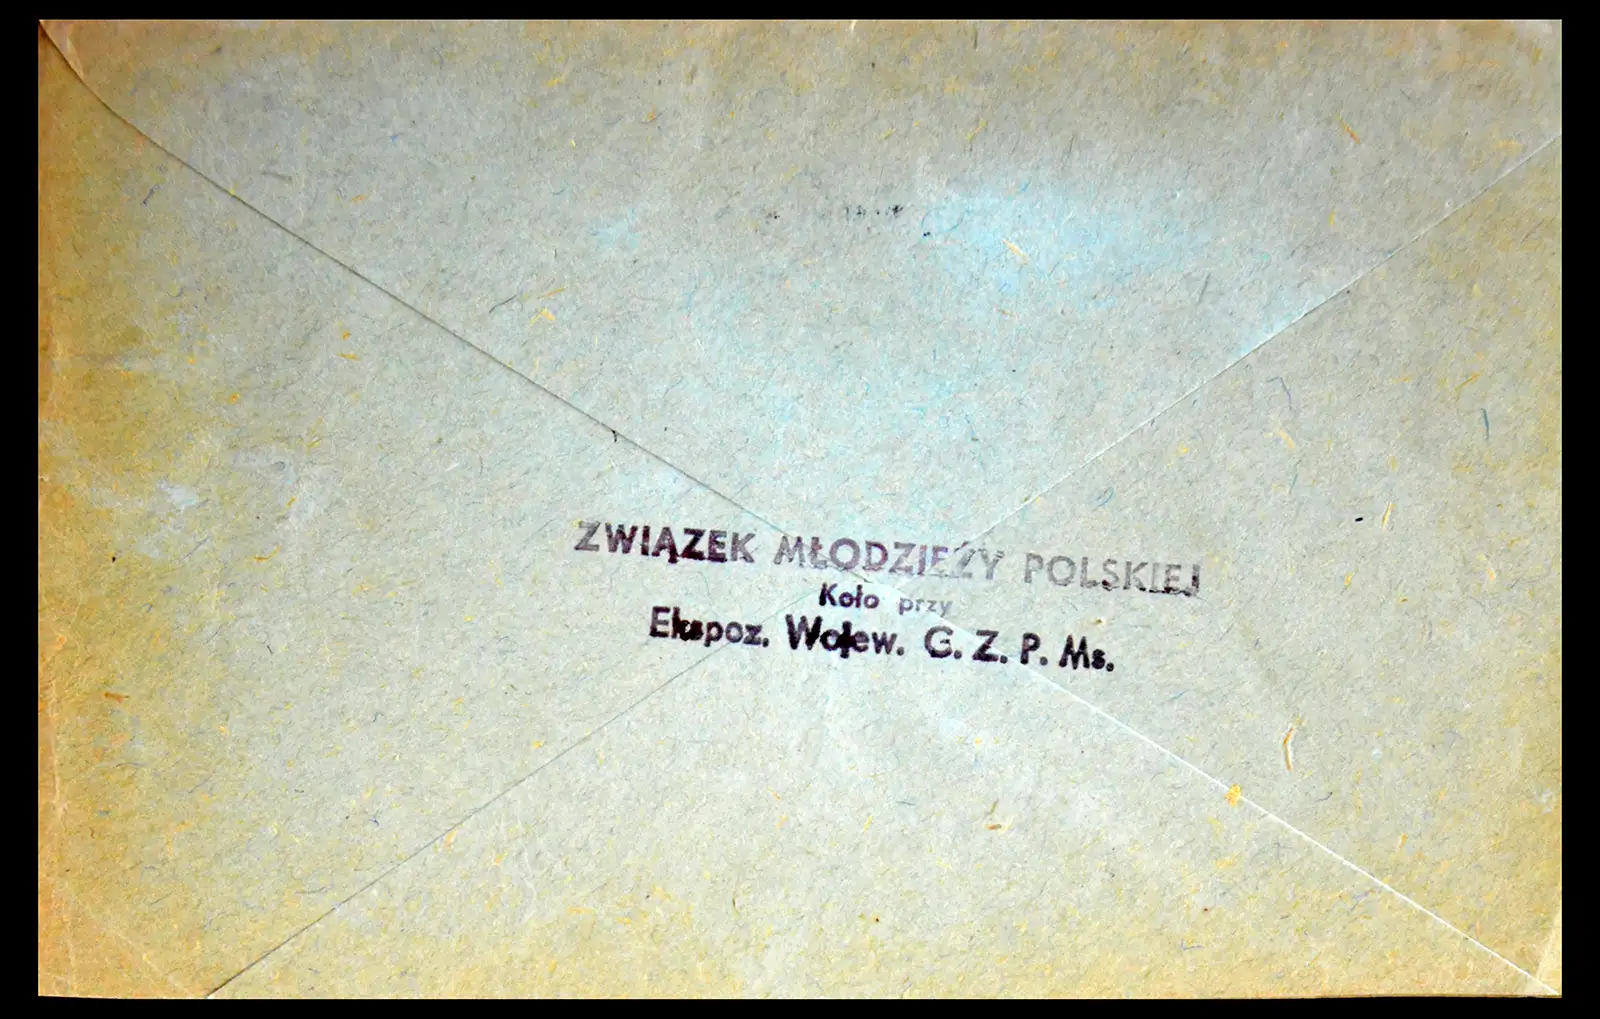 ZWIĄZEK MŁODZIEŻY POLSKIEJ
Koło przy
Ekspoz. Wojew. G. Z. P. Ms.